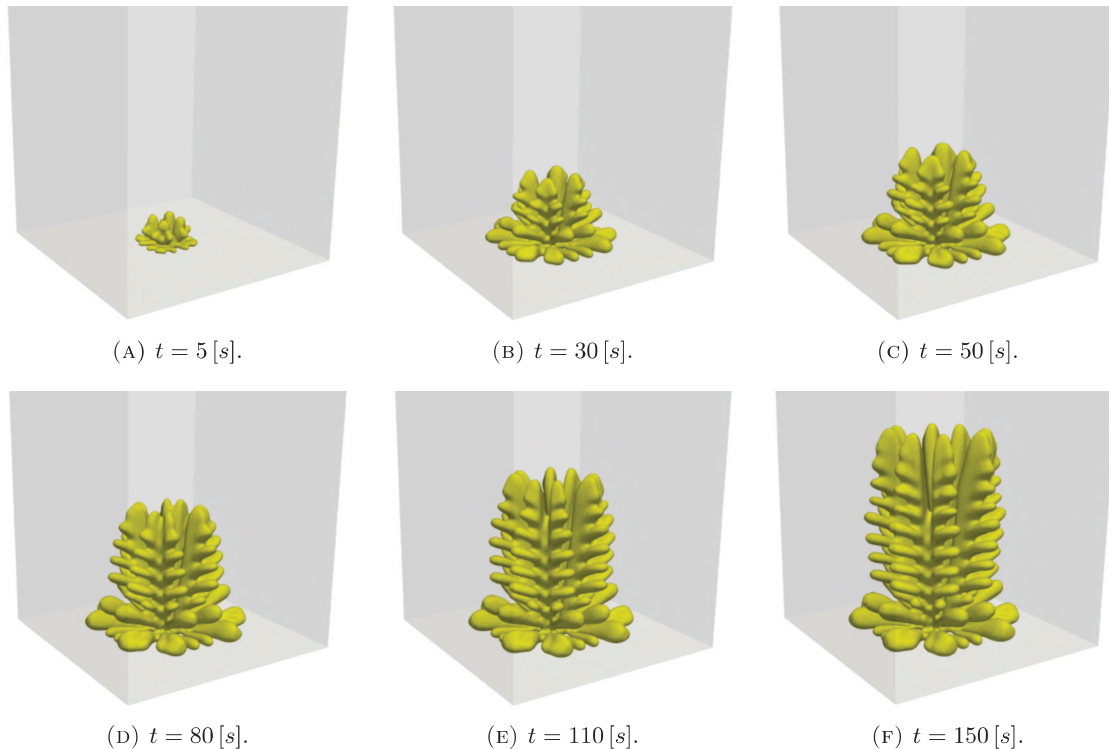 (A) t = 5 [s].
(B) t = 30 [s].
(C) t = 50 [s].
(D) t = 80 [s].
(E) t = 110 [s].
(F) t = 150 [s].